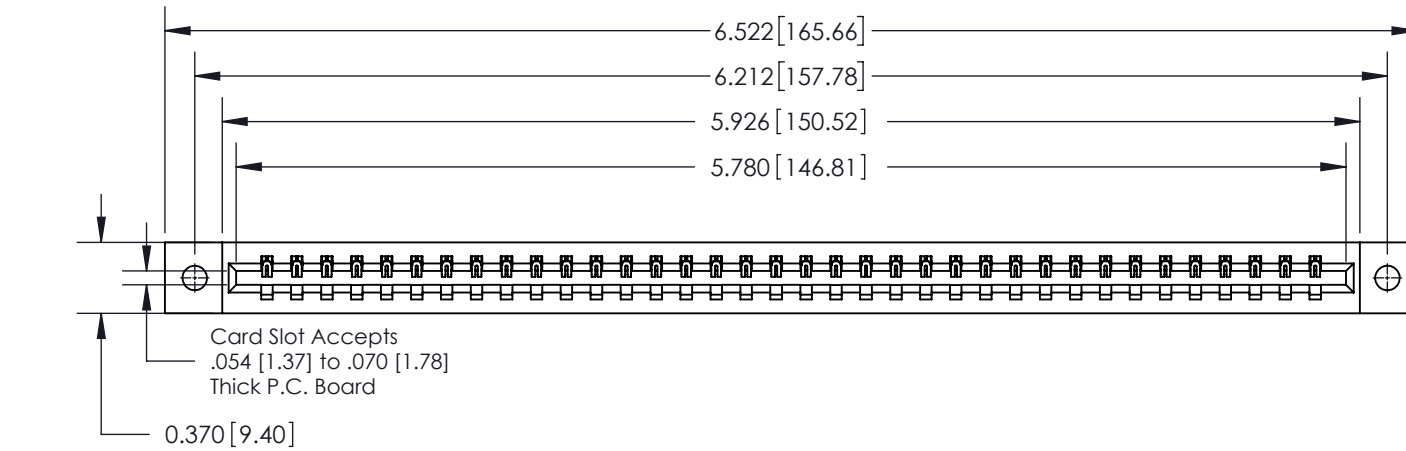 6.522[165.66]
6.212[157.78]
5.926[150.52]
5.780[146.81]
Card Slot Accepts
.054 [1.37] to .070 [1.78]
Thick P.C. Board
0.370[9.40]